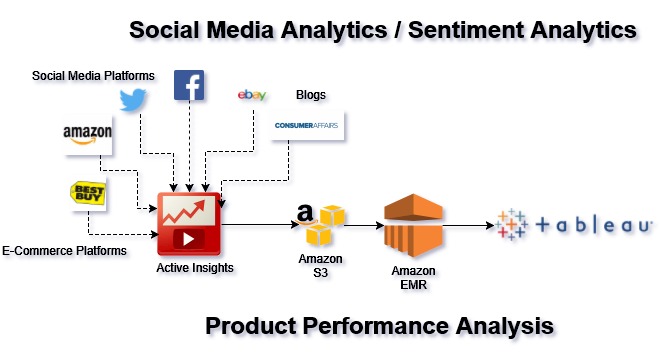 Social Media Analytics / Sentiment Analytics
Social Media Platforms
ebay
Blogs
CONSUMERAFFAIRS
amazon
BEST
BUY
E-Commerce Platforms
Active Insights
a
Amazon
S3
Amazon
EMR
+ a b l e a u
Product Performance Analysis